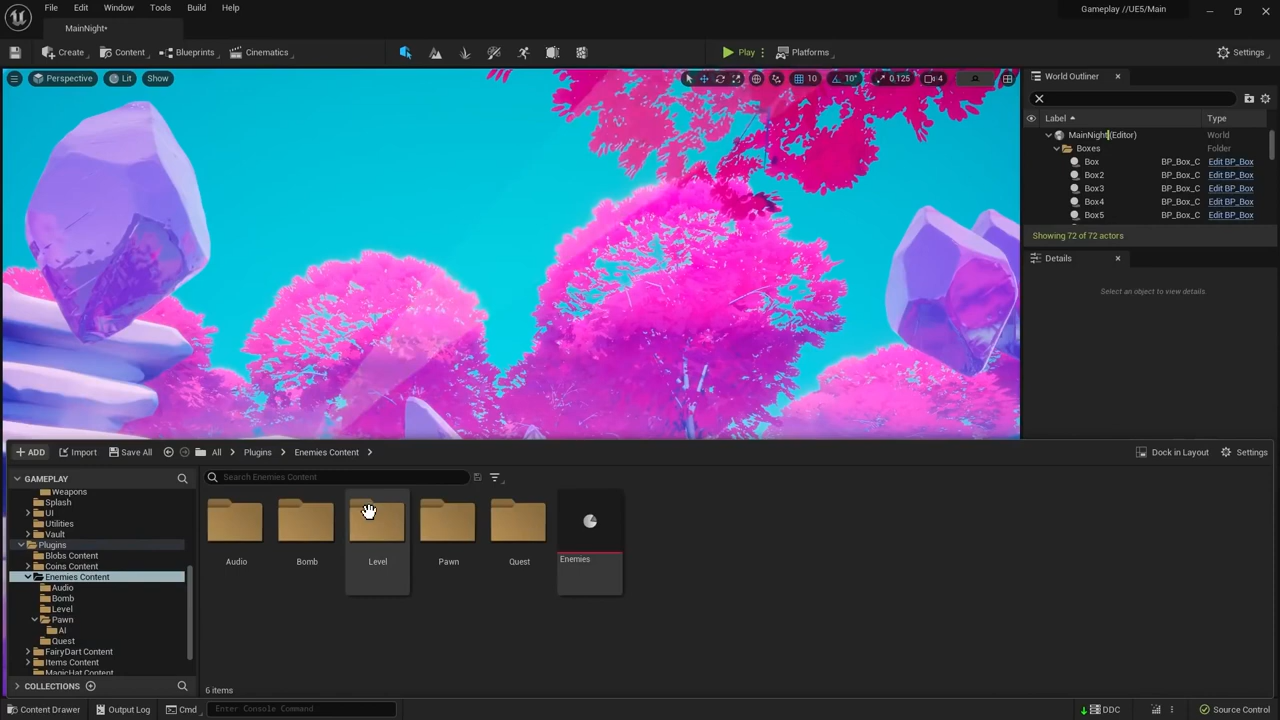 File Edit Window Tools Build Help
Gameplay //UE5/Main
MainNight*
Create Content Blueprints Cinematics Play Platforms Settings
Perspective Lit Show 10 10° 0.125 4
World Outliner
Label Type
MainNight (Editor) World
Boxes Folder
Box BP_Box_C Edit BP_Box
Box2 BP_Box_C Edit BP_Box
Box3 BP_Box_C Edit BP_Box
Box4 BP_Box_C Edit BP_Box
Box5 BP_Box_C Edit BP_Box
Showing 72 of 72 actors
Details
Select an object to view details.
ADD Import Save All All Plugins Enemies Content Dock in Layout Settings
GAMEPLAY
Search Enemies Content
Weapons
Splash
UI
Utilities
Vault
Plugins
Blobs Content
Coins Content
Enemies Content
Audio
Bomb
Level
Pawn
AI
Quest
FairyDart Content
Items Content
MagicHat Content
Audio Bomb Level Pawn Quest Enemies
COLLECTIONS
6 items
Content Drawer Output Log Cmd Enter Console Command DDC Source Control